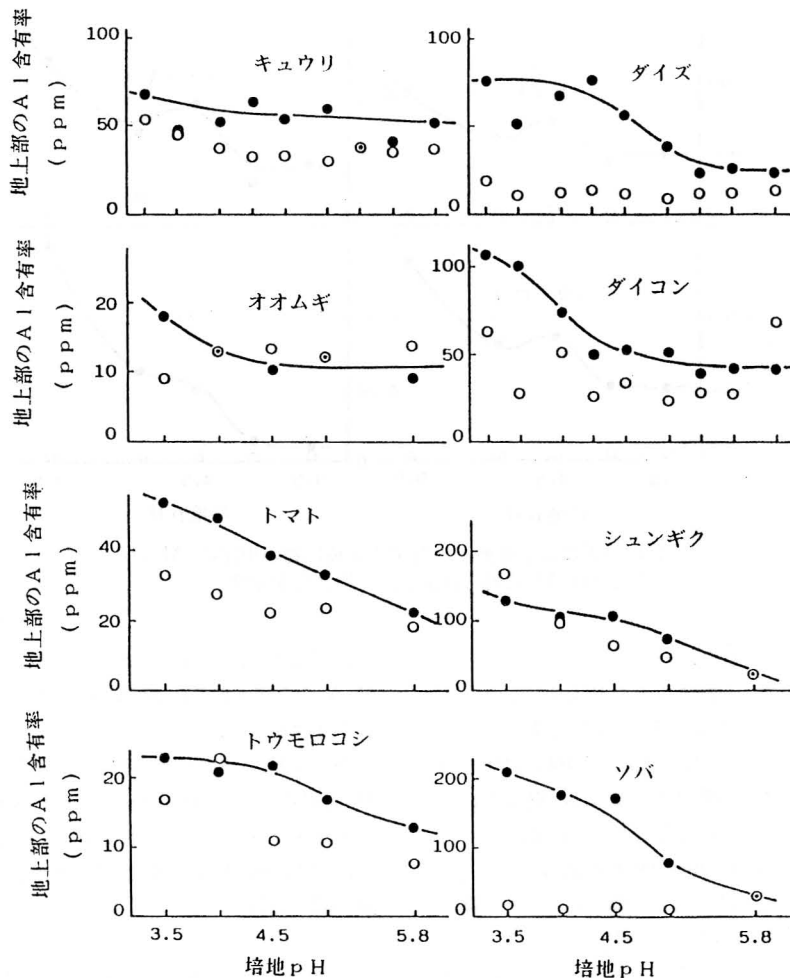 地上部のAl含有率
(ppm)
100
50
0
キュウリ
100
0
ダイズ
地上部のAl含有率
(ppm)
20
10
0
オオムギ
100
50
0
ダイコン
地上部のAl含有率
(ppm)
40
20
0
トマト
200
100
0
シュンギク
地上部のAl含有率
(ppm)
20
10
0
トウモロコシ
3.5
4.5
5.8
培地pH
200
100
0
ソバ
3.5
4.5
5.8
培地pH